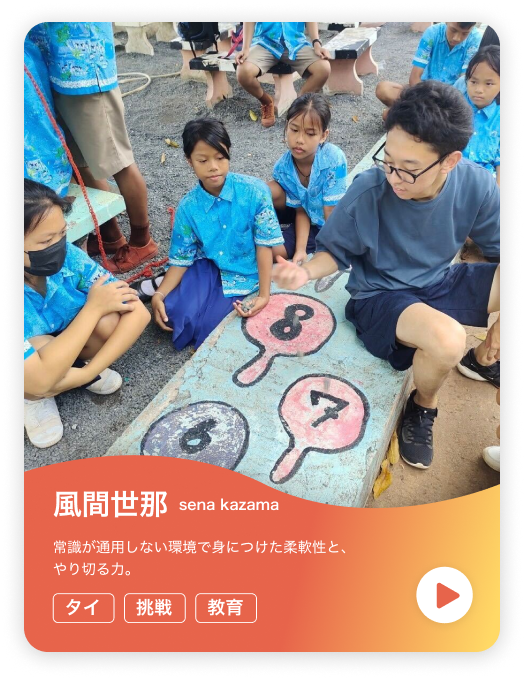 8
7
6
風間世那 sena kazama
常識が通用しない環境で身につけた柔軟性と、
やり切る力。
タイ 挑戦 教育